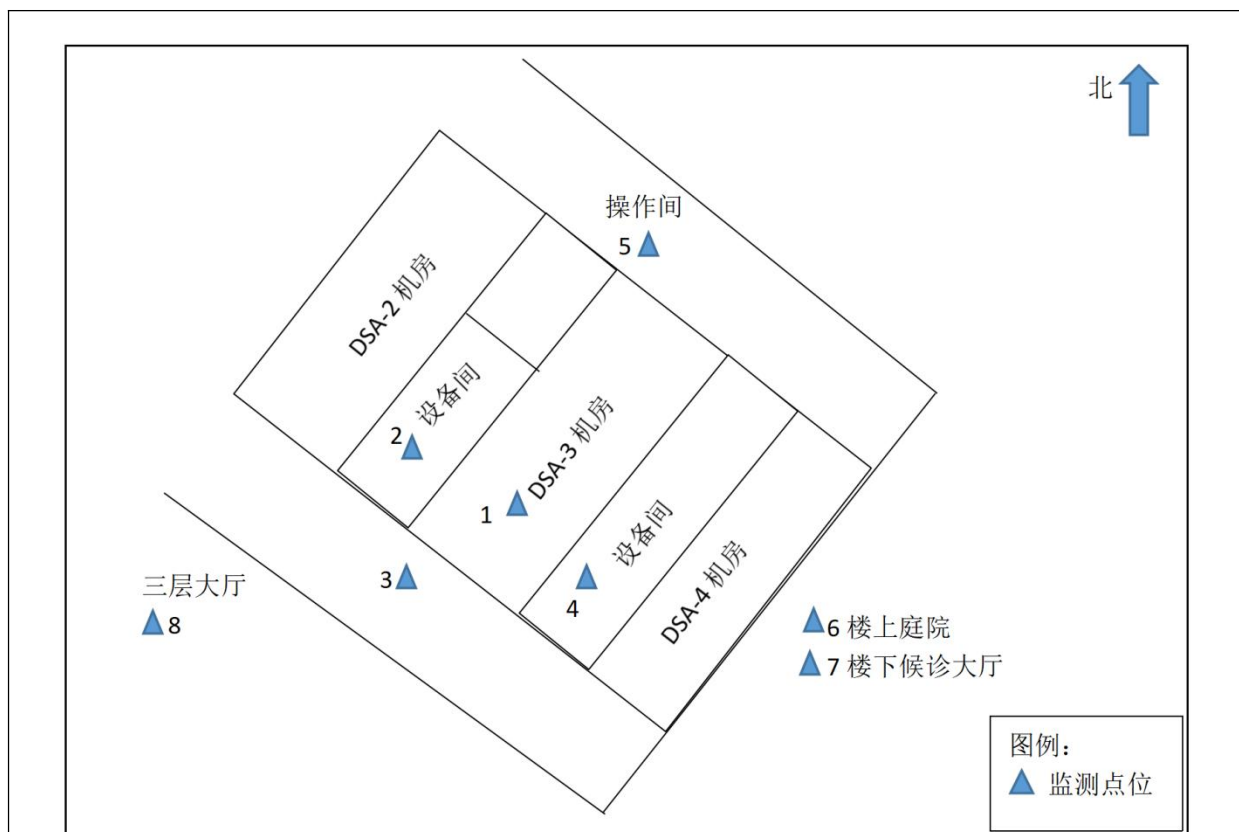 北
操作间
5
DSA-2 机房
设备间
2
DSA-3 机房
1
设备间
4
DSA-4 机房
3
三层大厅
8
6 楼上庭院
7 楼下候诊大厅
图例：
监测点位